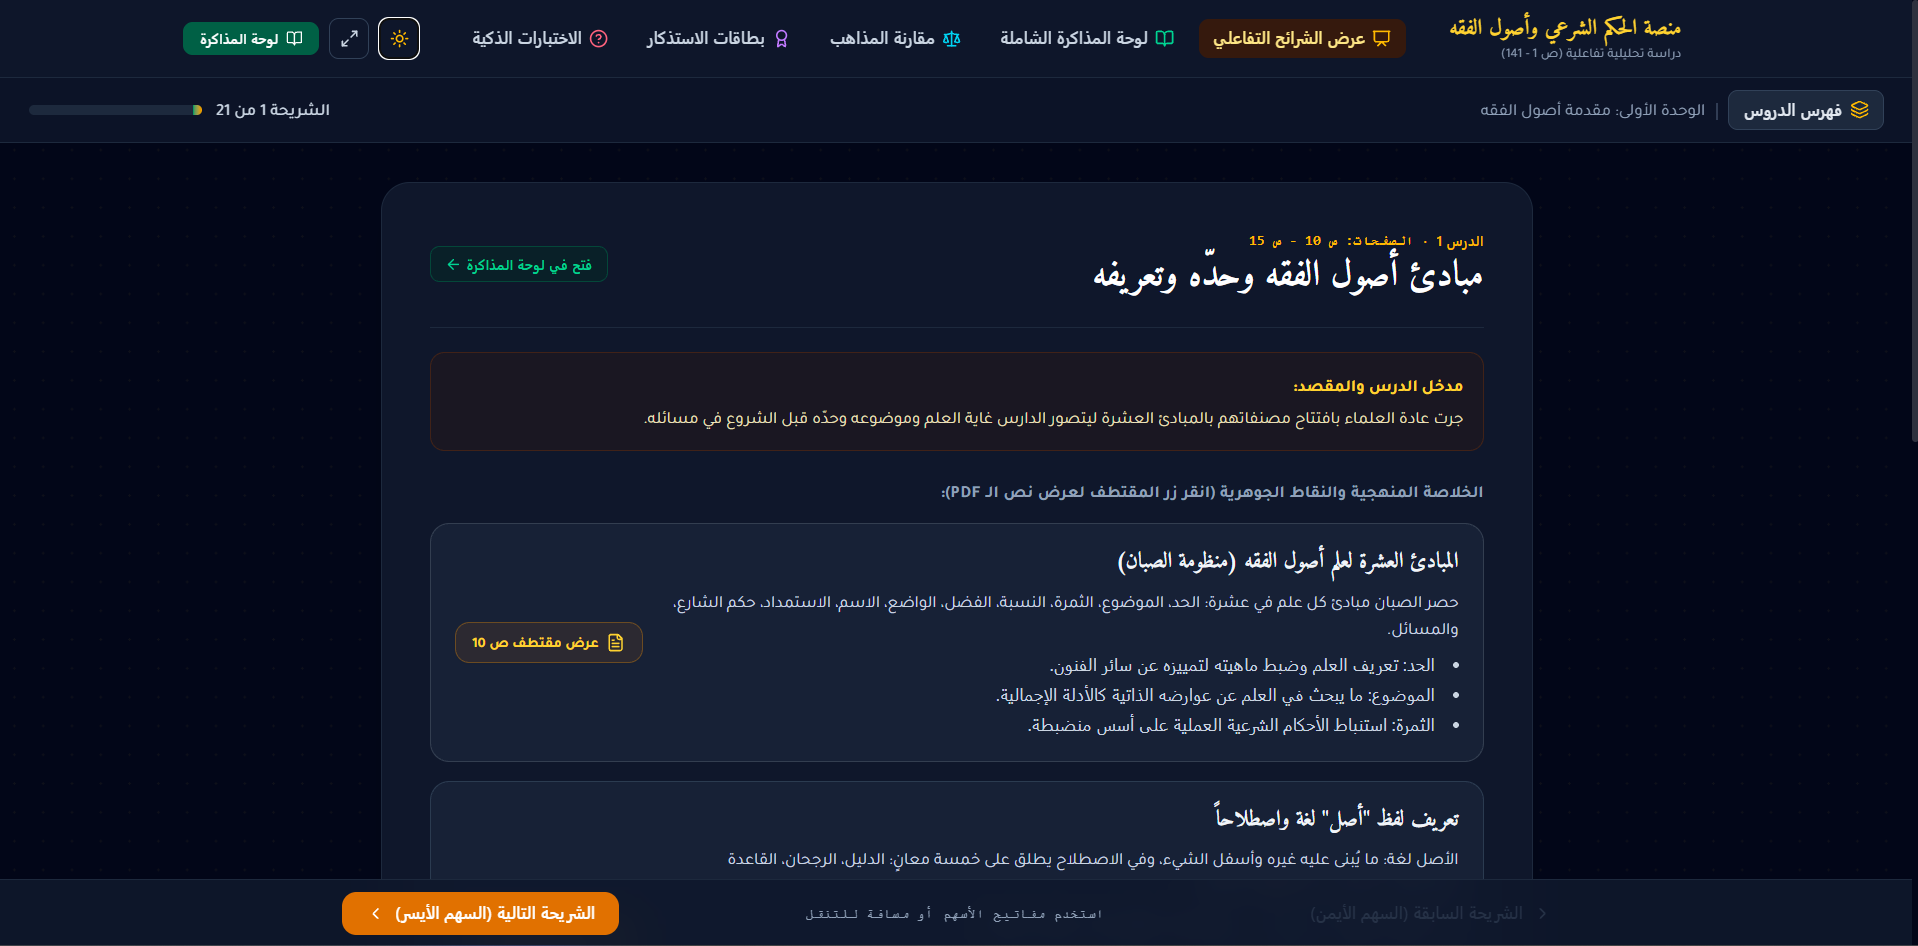 منصة الحكم الشرعي وأصول الفقه
دراسة تحليلية تفاعلية (ص 1 - 141)
عرض الشرائح التفاعلي
لوحة المذاكرة الشاملة
مقارنة المذاهب
بطاقات الاستذكار
الاختبارات الذكية
لوحة المذاكرة
فهرس الدروس
الوحدة الأولى: مقدمة أصول الفقه
الشريحة 1 من 21
الدرس 1 · الصفحات: ص 10 - ص 15
مبادئ أصول الفقه وحدّه وتعريفه
فتح في لوحة المذاكرة
مدخل الدرس والمقصد:
جرت عادة العلماء بافتتاح مصنفاتهم بالمبادئ العشرة ليتصور الدارس غاية العلم وموضوعه وحدّه قبل الشروع في مسائله.
الخلاصة المنهجية والنقاط الجوهرية (انقر زر المقتطف لعرض نص الـ PDF):
المبادئ العشرة لعلم أصول الفقه (منظومة الصبان)
حصر الصبان مبادئ كل علم في عشرة: الحد، الموضوع، الثمرة، النسبة، الفضل، الواضع، الاسم، الاستمداد، حكم الشارع،
والمسائل.
• الحد: تعريف العلم وضبط ماهيته لتمييزه عن سائر الفنون.
• الموضوع: ما يبحث في العلم عن عوارضه الذاتية كالأدلة الإجمالية.
• الثمرة: استنباط الأحكام الشرعية العملية على أسس منضبطة.
عرض مقتطف ص 10
تعريف لفظ "أصل" لغة واصطلاحاً
الأصل لغة: ما يُبنى عليه غيره وأسفل الشيء، وفي الاصطلاح يطلق على خمسة معانٍ: الدليل، الرجحان، القاعدة
الشريحة السابقة (السهم الأيمن)
استخدم مفاتيح الأسهم أو مسافة للتنقل
الشريحة التالية (السهم الأيسر)